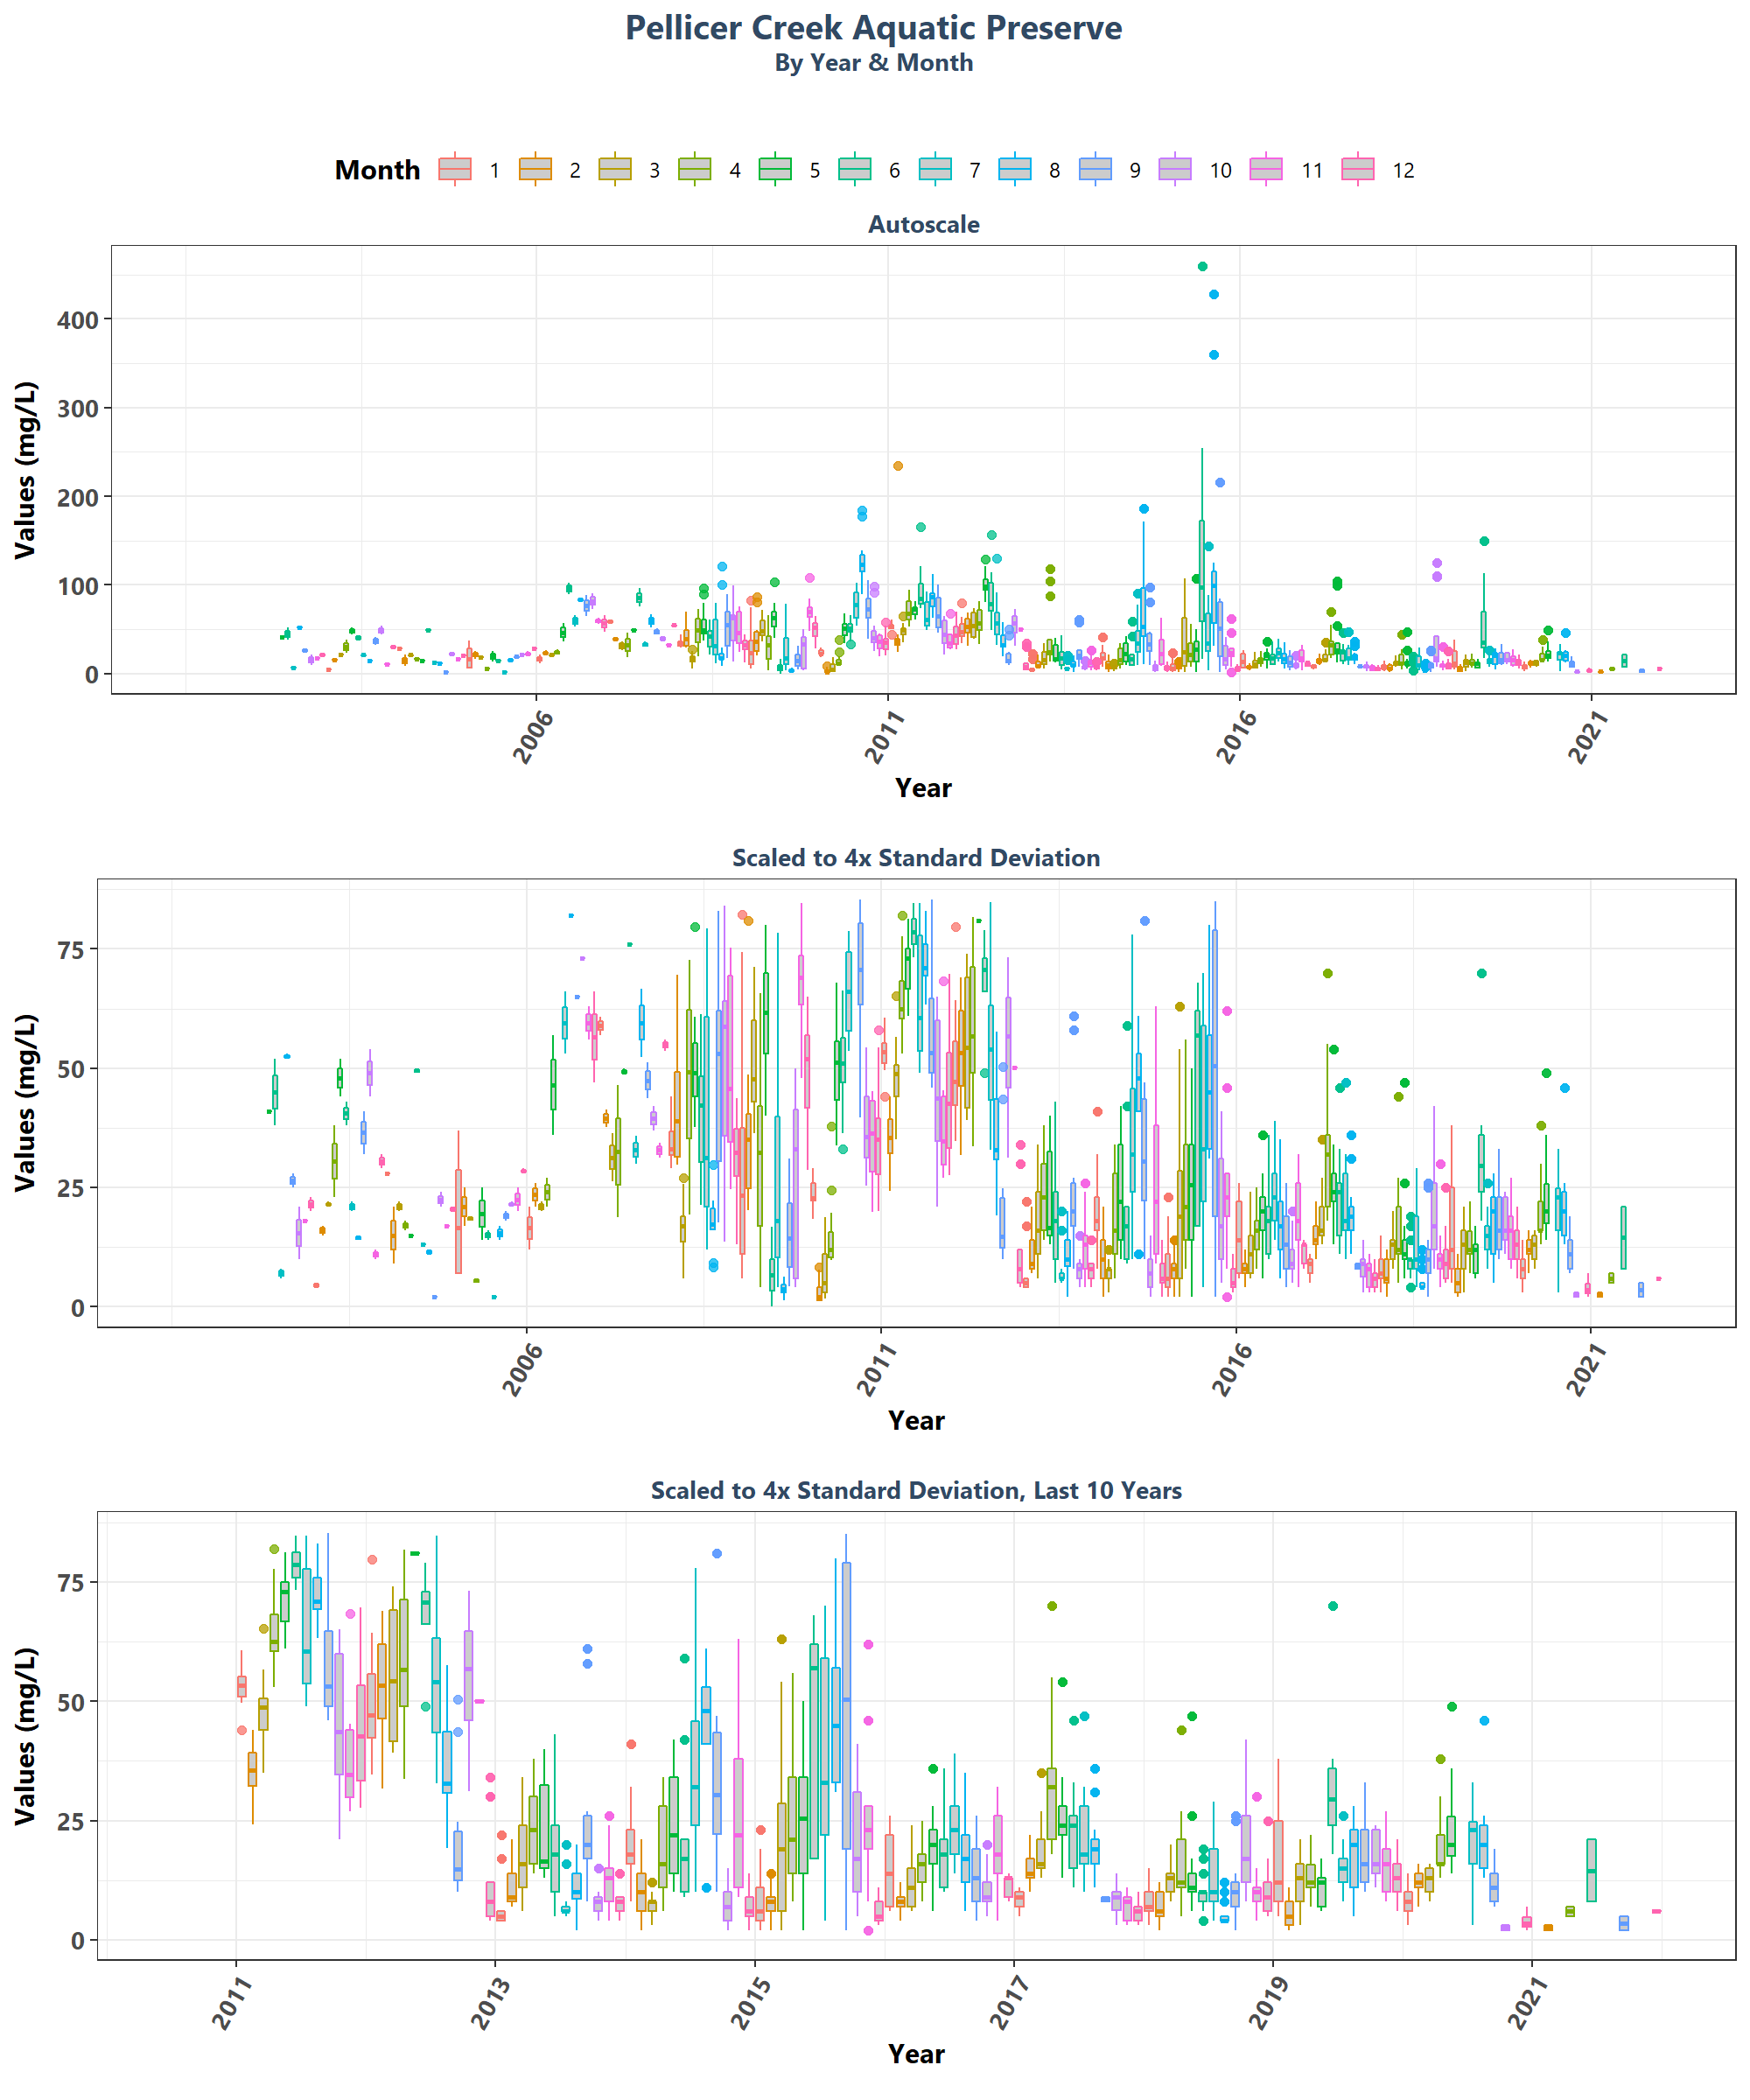 Pellicer Creek Aquatic Preserve
By Year & Month
Month 1 2 3 4 5 6 7 8 9 10 11 12
Autoscale
Values (mg/L)
400
300
200
100
0
2006 2011 2016 2021
Year
Scaled to 4x Standard Deviation
Values (mg/L)
75
50
25
0
2006 2011 2016 2021
Year
Scaled to 4x Standard Deviation, Last 10 Years
Values (mg/L)
75
50
25
0
2011 2013 2015 2017 2019 2021
Year